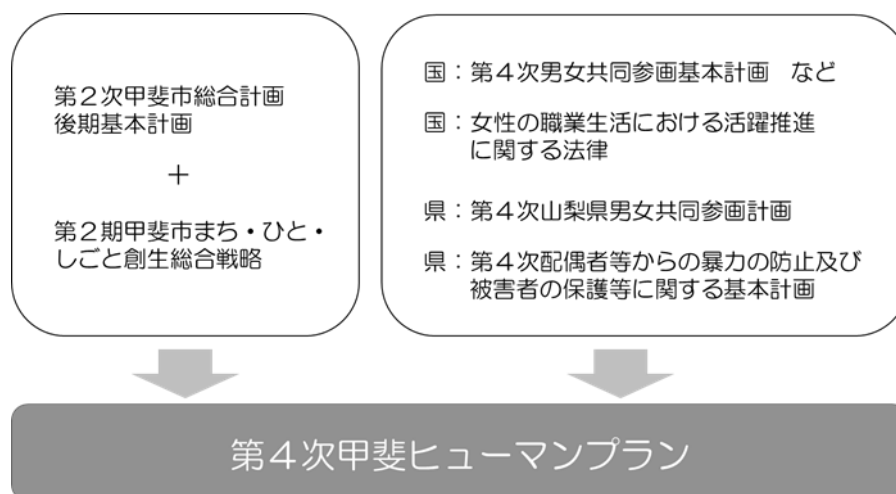 第２次甲斐市総合計画
後期基本計画
＋
第２期甲斐市まち・ひと・
しごと創生総合戦略
国：第４次男女共同参画基本計画　など
国：女性の職業生活における活躍推進
に関する法律
県：第４次山梨県男女共同参画計画
県：第４次配偶者等からの暴力の防止及び
被害者の保護等に関する基本計画
第４次甲斐ヒューマンプラン